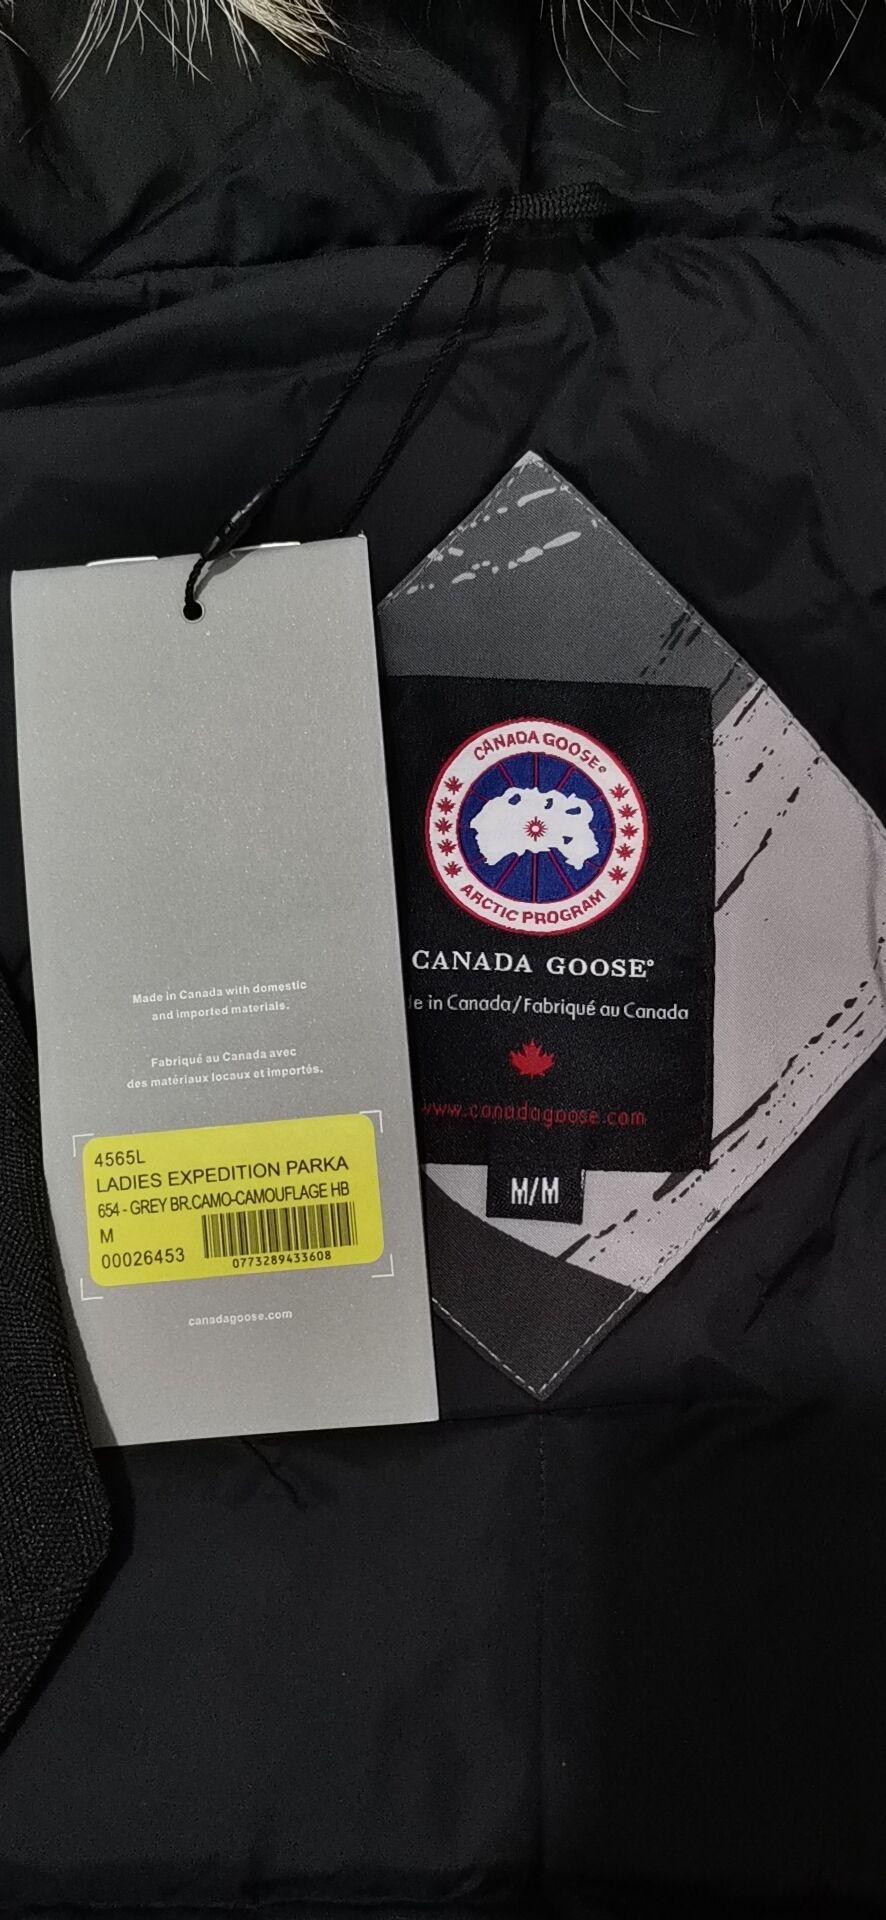 CANADA GOOSE®
ARCTIC PROGRAM
CANADA GOOSE®
e in Canada/Fabriqué au Canada
www.canadagoose.com
M/M
Made in Canada with domestic
and imported materials.
Fabriqué au Canada avec
des matériaux locaux et importés.
4565L
LADIES EXPEDITION PARKA
654 - GREY BR.CAMO-CAMOUFLAGE HB
M
00026453
0773289433608
canadagoose.com